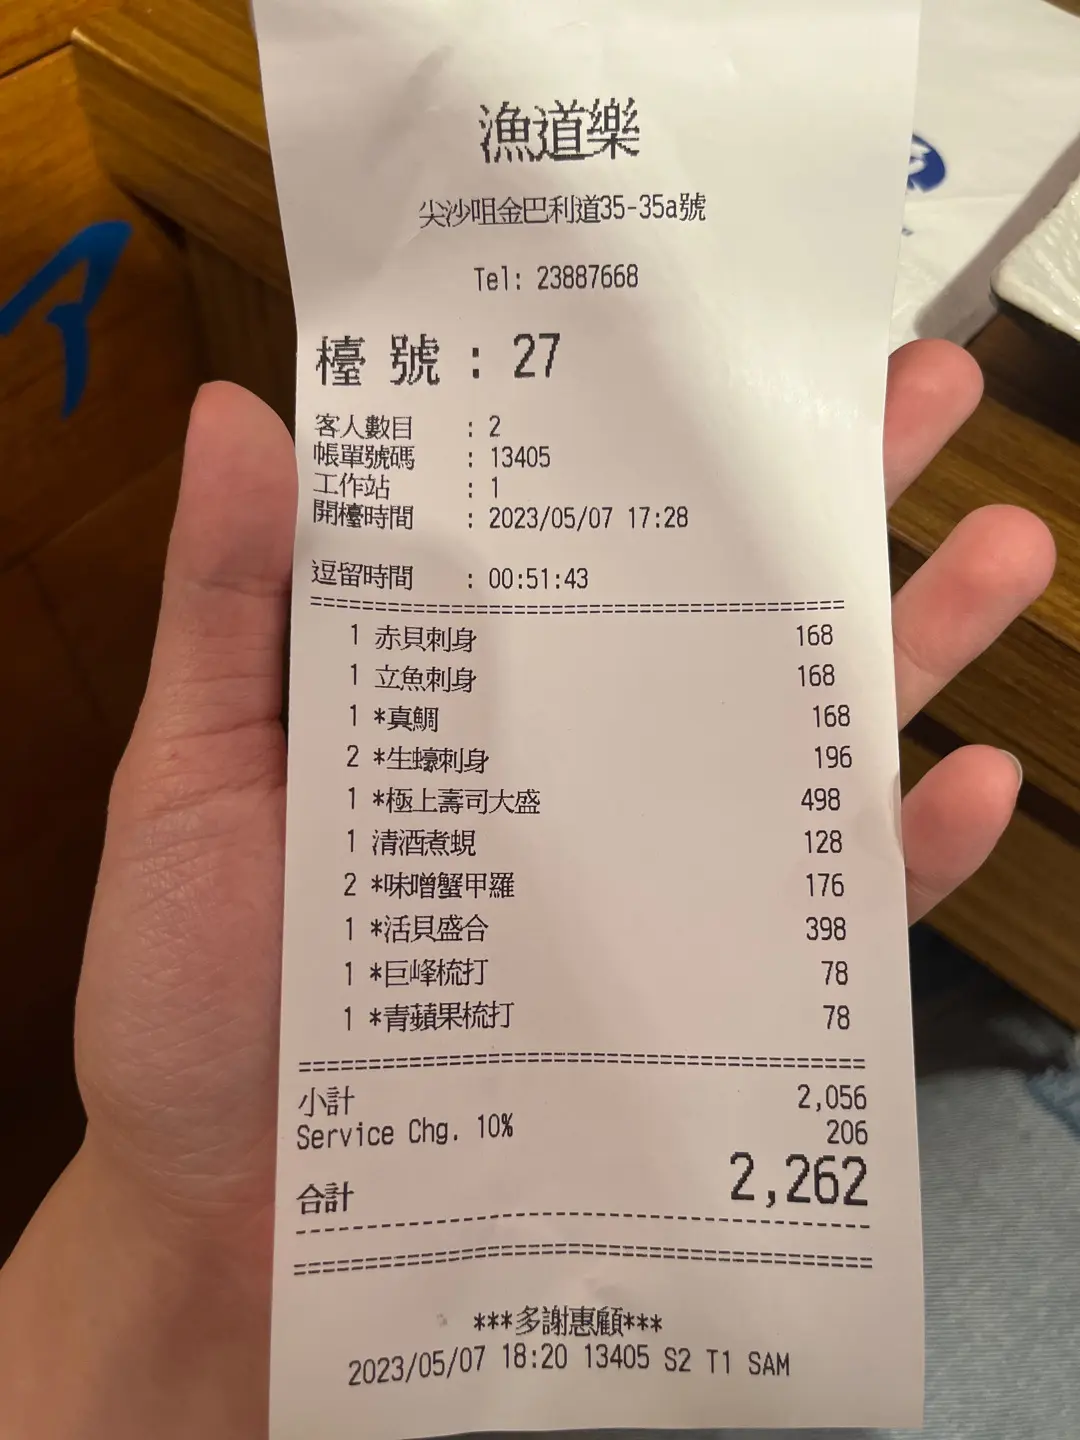 漁道樂
尖沙咀金巴利道35-35a號
Tel: 23887668
檯 號 : 27
客人數目 : 2
帳單號碼 : 13405
工作站 : 1
開檯時間 : 2023/05/07 17:28
逗留時間 : 00:51:43
1 赤貝刺身 168
1 立魚刺身 168
1 *真鯛 168
2 *生蠔刺身 196
1 *極上壽司大盛 498
1 清酒煮蜆 128
2 *味噌蟹甲羅 176
1 *活貝盛合 398
1 *巨峰梳打 78
1 *青蘋果梳打 78
小計 2,056
Service Chg. 10% 206
合計 2,262
***多謝惠顧***
2023/05/07 18:20 13405 S2 T1 SAM